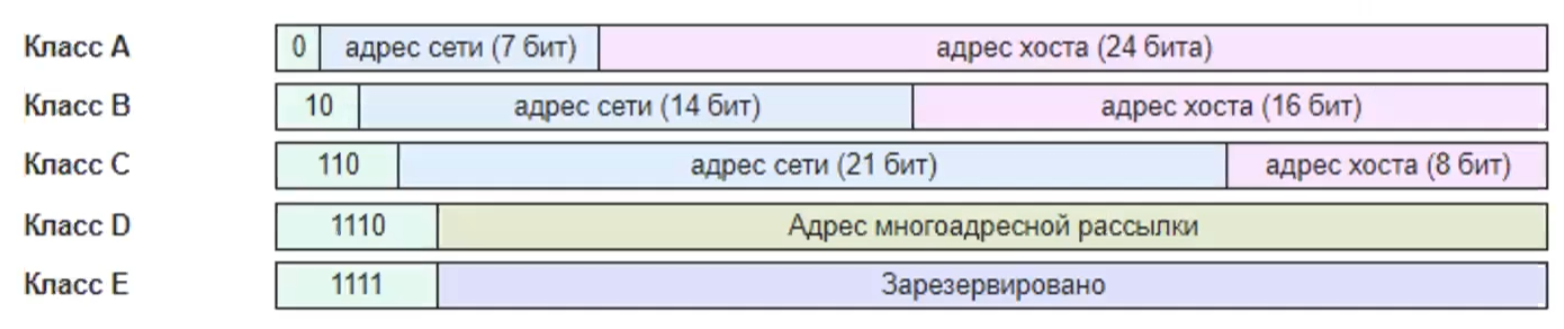 Класс A 0 адрес сети (7 бит) адрес хоста (24 бита)
Класс B 10 адрес сети (14 бит) адрес хоста (16 бит)
Класс C 110 адрес сети (21 бит) адрес хоста (8 бит)
Класс D 1110 Адрес многоадресной рассылки
Класс E 1111 Зарезервировано